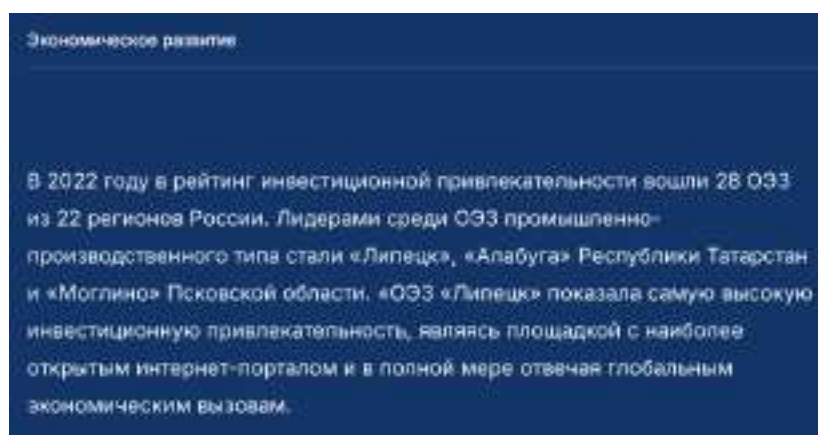 Экономическое развитие
В 2022 году в рейтинг инвестиционной привлекательности вошли 28 ОЭЗ
из 22 регионов России. Лидерами среди ОЭЗ промышленно-
производственного типа стали «Липецк», «Алабуга» Республики Татарстан
и «Моглино» Псковской области. «ОЭЗ «Липецк» показала самую высокую
инвестиционную привлекательность, являясь площадкой с наиболее
открытым интернет-порталом и в полной мере отвечая глобальным
экономическим вызовам.